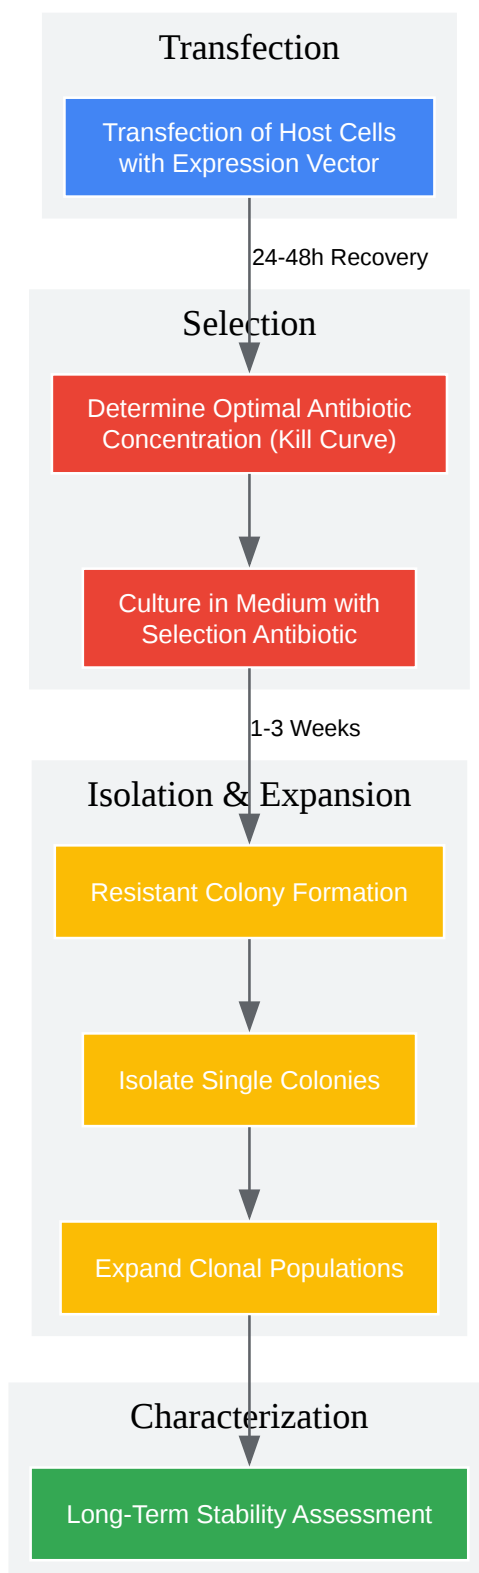 Transfection
Transfection of Host Cells
with Expression Vector
24-48h Recovery
Selection
Determine Optimal Antibiotic
Concentration (Kill Curve)
Culture in Medium with
Selection Antibiotic
1-3 Weeks
Isolation & Expansion
Resistant Colony Formation
Isolate Single Colonies
Expand Clonal Populations
Characterization
Long-Term Stability Assessment